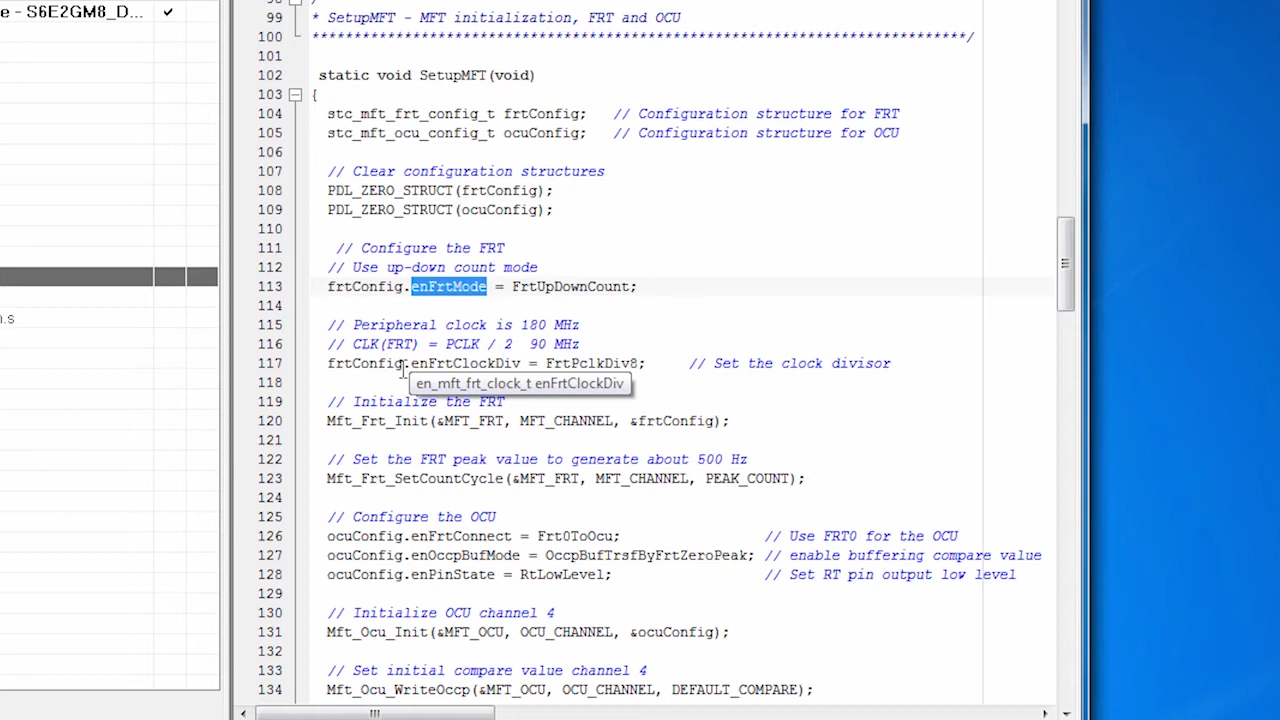 e - S6E2GM8_D...
n.s
99 * SetupMFT - MFT initialization, FRT and OCU
100 ******************************************************************************/
101
102 static void SetupMFT(void)
103 {
104 stc_mft_frt_config_t frtConfig; // Configuration structure for FRT
105 stc_mft_ocu_config_t ocuConfig; // Configuration structure for OCU
106
107 // Clear configuration structures
108 PDL_ZERO_STRUCT(frtConfig);
109 PDL_ZERO_STRUCT(ocuConfig);
110
111 // Configure the FRT
112 // Use up-down count mode
113 frtConfig.enFrtMode = FrtUpDownCount;
114
115 // Peripheral clock is 180 MHz
116 // CLK(FRT) = PCLK / 2 90 MHz
117 frtConfig.enFrtClockDiv = FrtPclkDiv8; // Set the clock divisor
118 en_mft_frt_clock_t enFrtClockDiv
119 // Initialize the FRT
120 Mft_Frt_Init(&MFT_FRT, MFT_CHANNEL, &frtConfig);
121
122 // Set the FRT peak value to generate about 500 Hz
123 Mft_Frt_SetCountCycle(&MFT_FRT, MFT_CHANNEL, PEAK_COUNT);
124
125 // Configure the OCU
126 ocuConfig.enFrtConnect = Frt0ToOcu; // Use FRT0 for the OCU
127 ocuConfig.enOccpBufMode = OccpBufTrsfByFrtZeroPeak; // enable buffering compare value
128 ocuConfig.enPinState = RtLowLevel; // Set RT pin output low level
129
130 // Initialize OCU channel 4
131 Mft_Ocu_Init(&MFT_OCU, OCU_CHANNEL, &ocuConfig);
132
133 // Set initial compare value channel 4
134 Mft_Ocu_WriteOccp(&MFT_OCU, OCU_CHANNEL, DEFAULT_COMPARE);